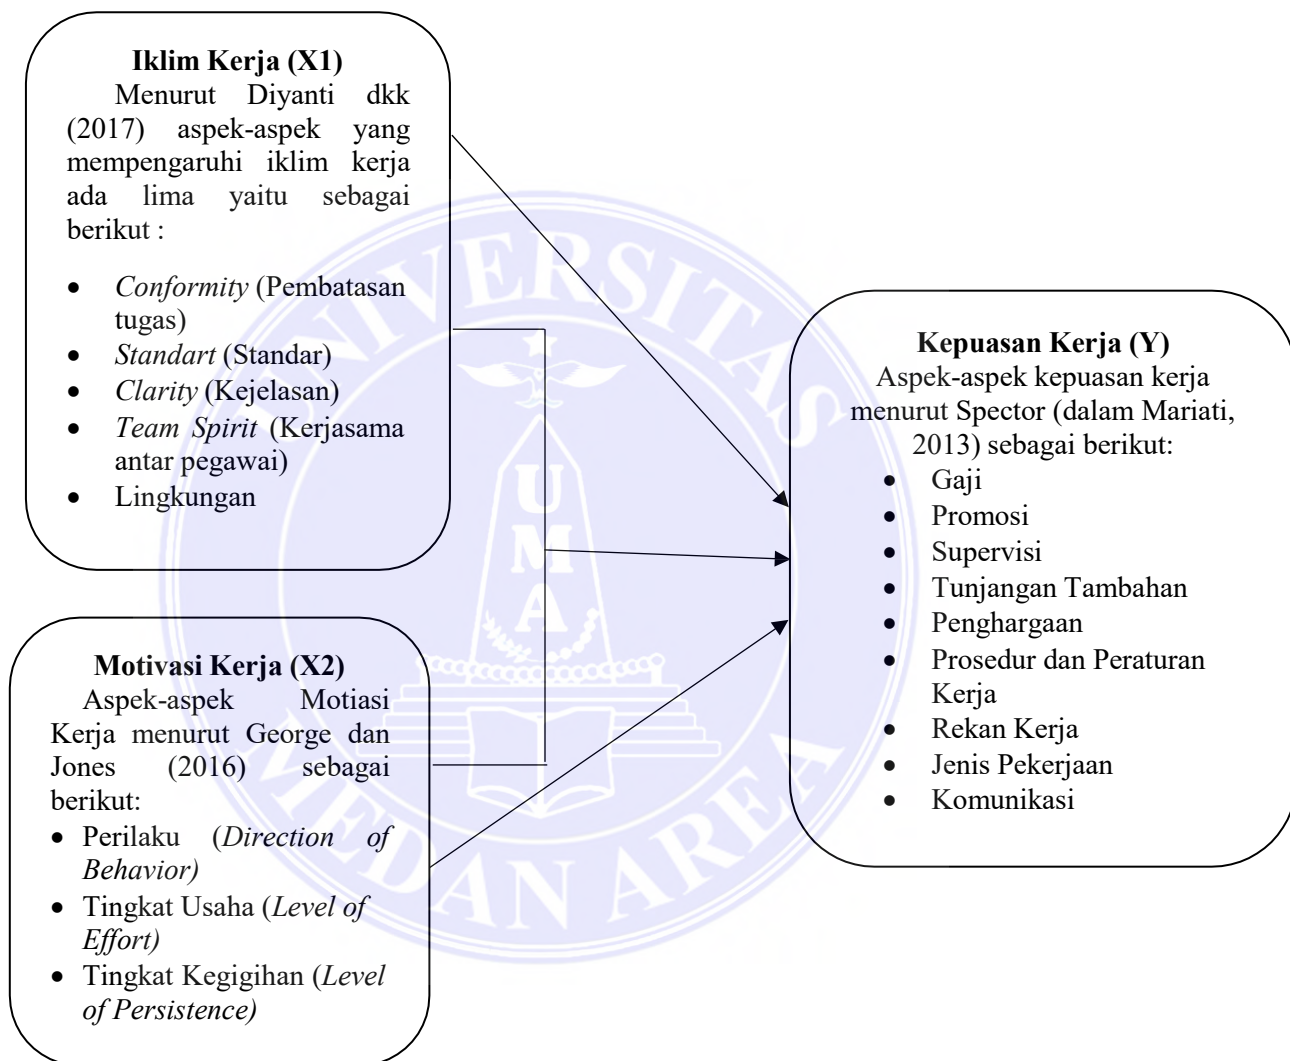 Iklim Kerja (X1)
Menurut Diyanti dkk
(2017) aspek-aspek yang
mempengaruhi iklim kerja
ada lima yaitu sebagai
berikut :
• Conformity (Pembatasan
tugas)
• Standart (Standar)
• Clarity (Kejelasan)
• Team Spirit (Kerjasama
antar pegawai)
• Lingkungan
Motivasi Kerja (X2)
Aspek-aspek Motiasi
Kerja menurut George dan
Jones (2016) sebagai
berikut:
• Perilaku (Direction of
Behavior)
• Tingkat Usaha (Level of
Effort)
• Tingkat Kegigihan (Level
of Persistence)
Kepuasan Kerja (Y)
Aspek-aspek kepuasan kerja
menurut Spector (dalam Mariati,
2013) sebagai berikut:
• Gaji
• Promosi
• Supervisi
• Tunjangan Tambahan
• Penghargaan
• Prosedur dan Peraturan
Kerja
• Rekan Kerja
• Jenis Pekerjaan
• Komunikasi
UNIVERSITAS
MEDAN AREA
U
M
A